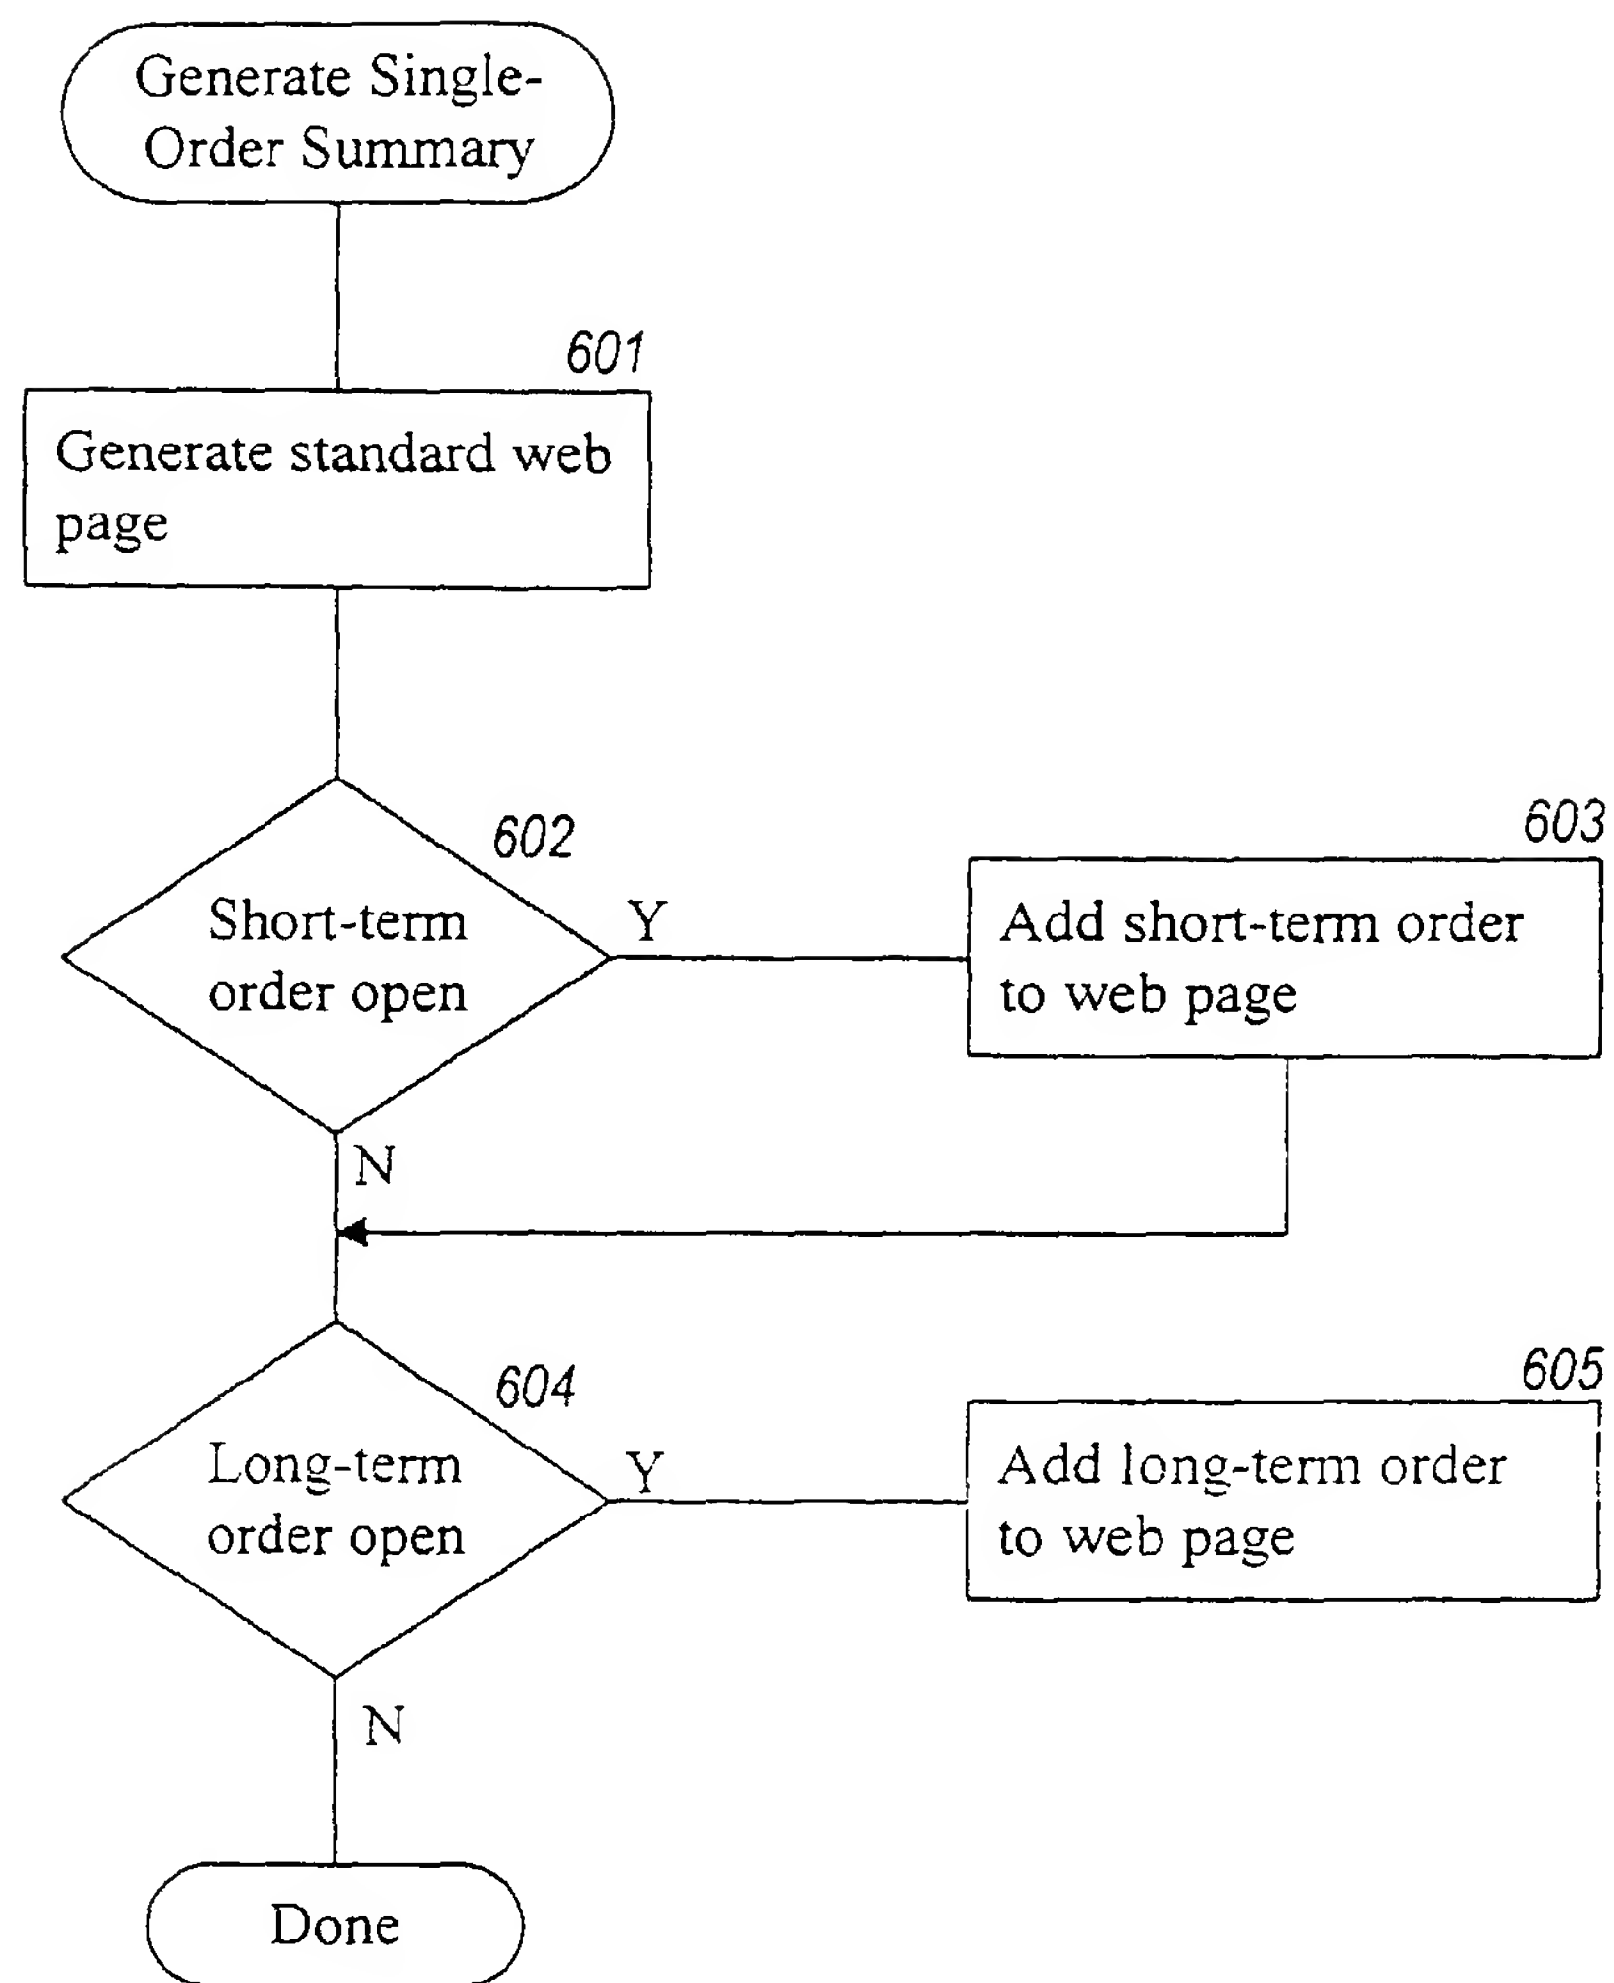 Generate Single-
Order Summary
601
Generate standard web
page
602
Short-term
order open
Y
603
Add short-term order
to web page
N
604
Long-term
order open
Y
605
Add long-term order
to web page
N
Done